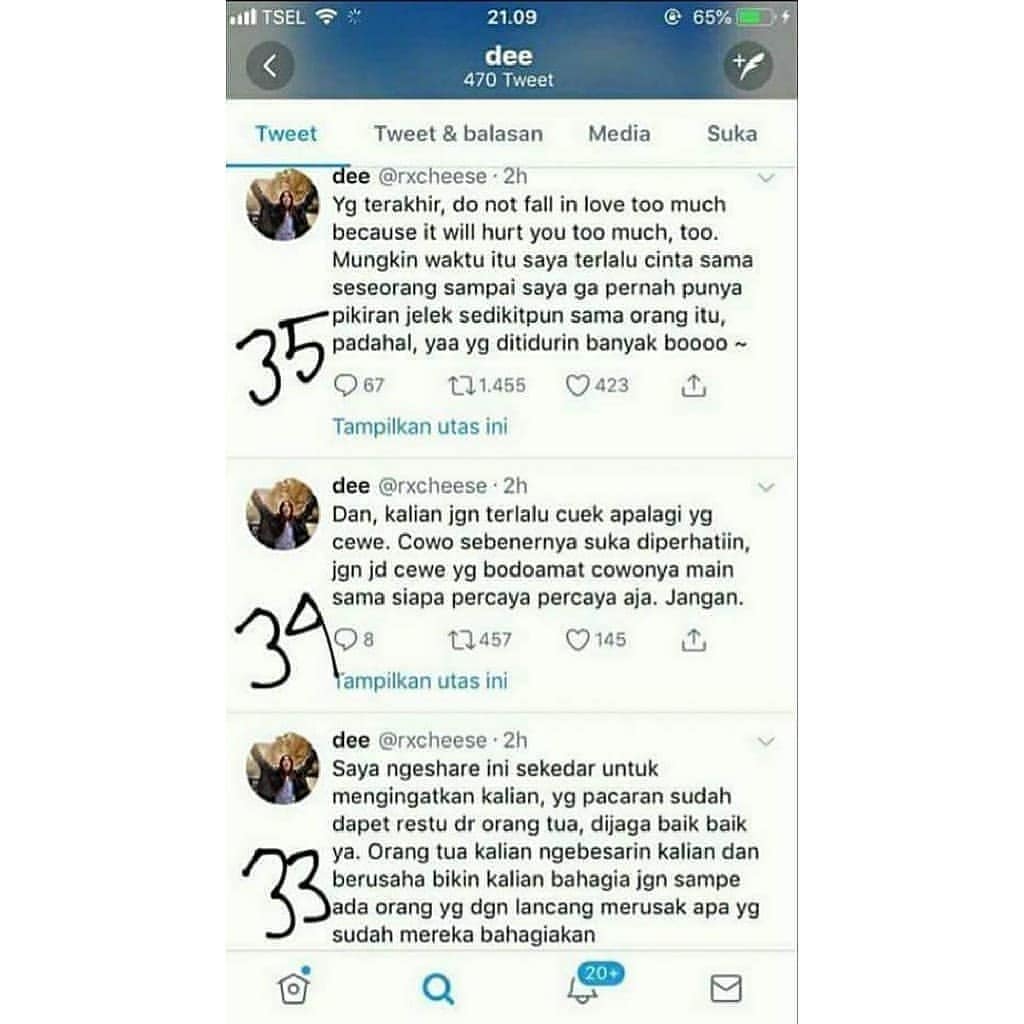 TSEL 21.09 65%
dee
470 Tweet
Tweet Tweet & balasan Media Suka
dee @rxcheese · 2h
Yg terakhir, do not fall in love too much
because it will hurt you too much, too.
Mungkin waktu itu saya terlalu cinta sama
seseorang sampai saya ga pernah punya
pikiran jelek sedikitpun sama orang itu,
padahal, yaa yg ditidurin banyak boooo ~
35
67 1.455 423
Tampilkan utas ini
dee @rxcheese · 2h
Dan, kalian jgn terlalu cuek apalagi yg
cewe. Cowo sebenernya suka diperhatiin,
jgn jd cewe yg bodoamat cowonya main
sama siapa percaya percaya aja. Jangan.
34
8 457 145
Tampilkan utas ini
dee @rxcheese · 2h
Saya ngeshare ini sekedar untuk
mengingatkan kalian, yg pacaran sudah
dapet restu dr orang tua, dijaga baik baik
ya. Orang tua kalian ngebesarin kalian dan
berusaha bikin kalian bahagia jgn sampe
ada orang yg dgn lancang merusak apa yg
sudah mereka bahagiakan
33
20+